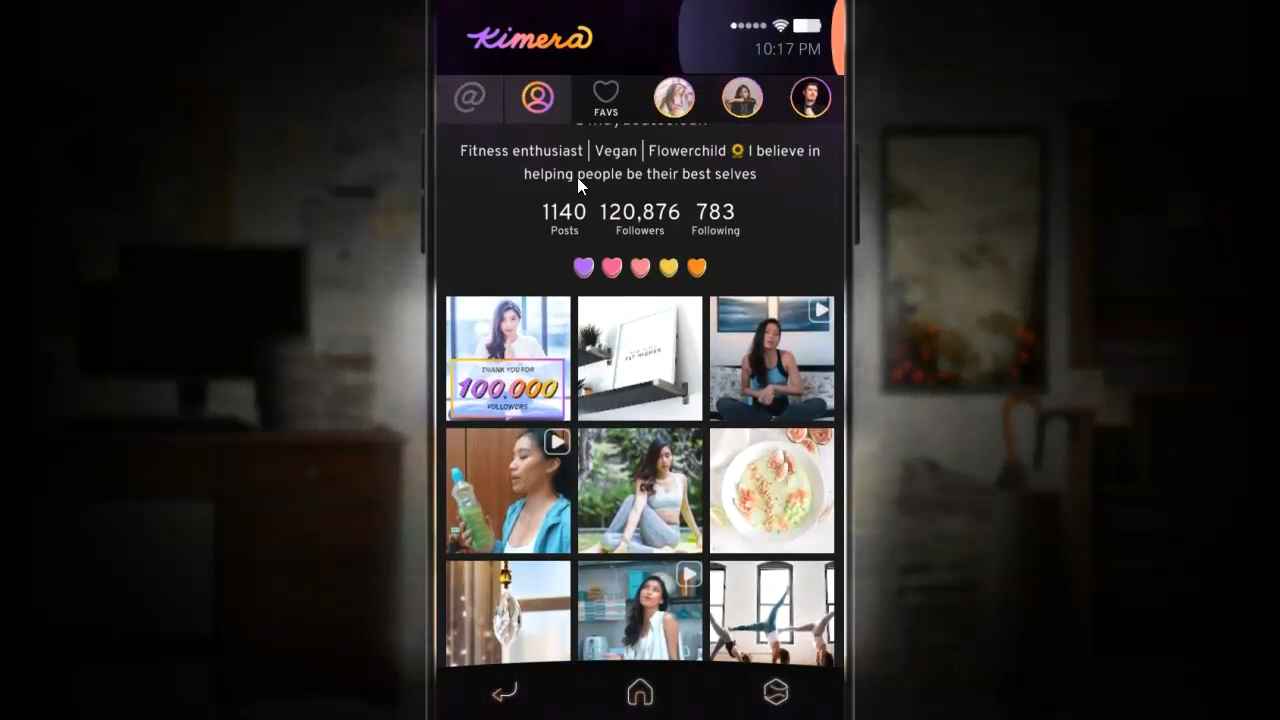 Kimera
10:17 PM
@
FAVS
Fitness enthusiast | Vegan | Flowerchild 🌻 I believe in
helping people be their best selves
1140 120,876 783
Posts Followers Following
THANK YOU FOR
100.000
FOLLOWERS